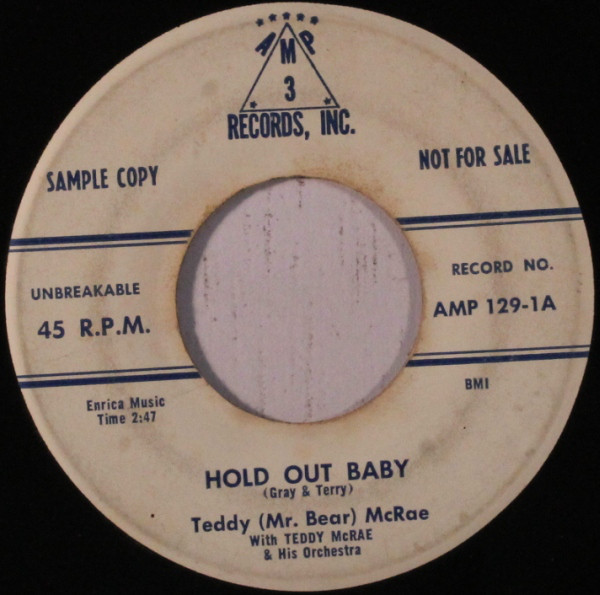 AMP
3
RECORDS, INC.
SAMPLE COPY
NOT FOR SALE
UNBREAKABLE
45 R.P.M.
RECORD NO.
AMP 129-1A
Enrica Music
Time 2:47
BMI
HOLD OUT BABY
(Gray & Terry)
Teddy (Mr. Bear) McRae
With TEDDY McRAE
& His Orchestra